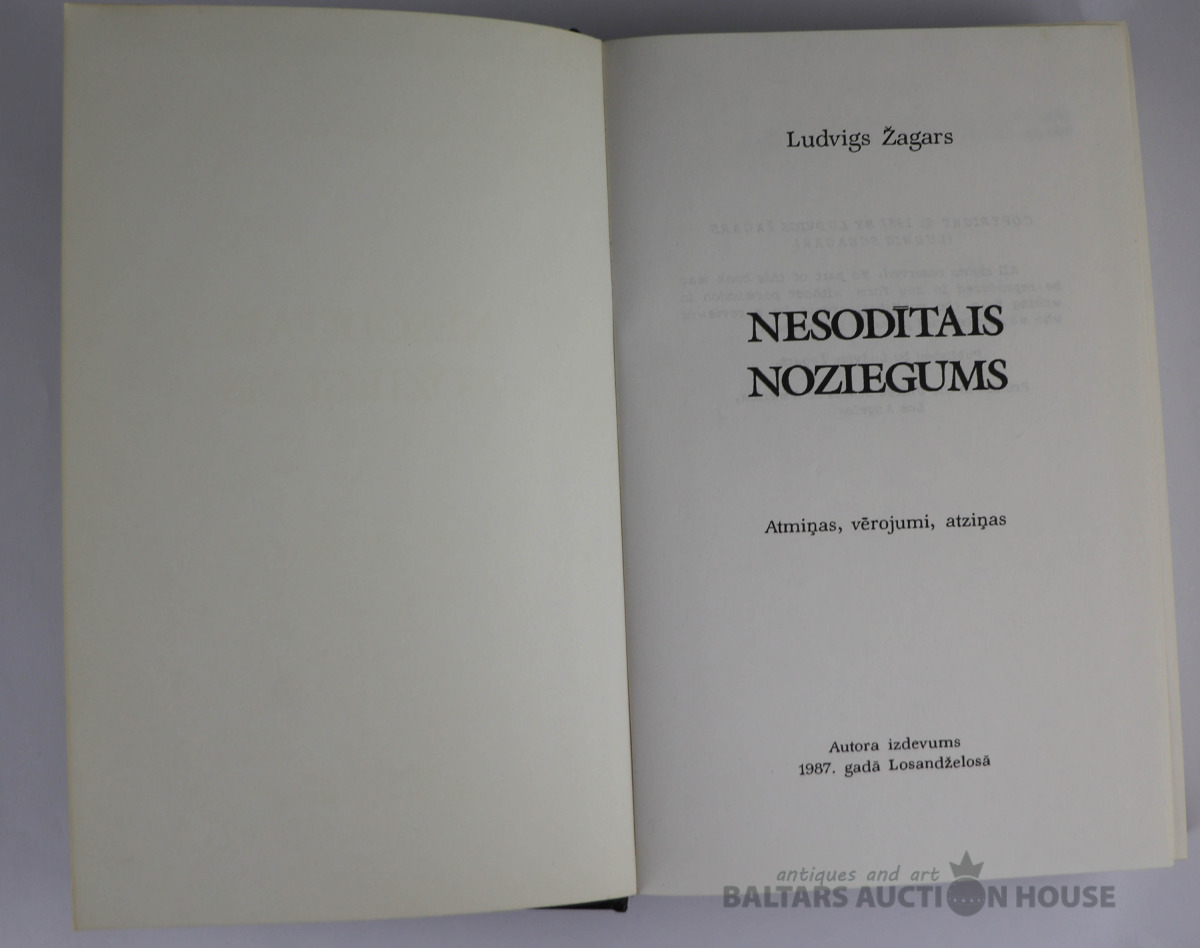 Ludvigs Žagars
NESODĪTAIS
NOZIEGUMS
Atmiņas, vērojumi, atziņas
Autora izdevums
1987. gadā Losandželosā
antiques and art
BALTARS AUCTION HOUSE